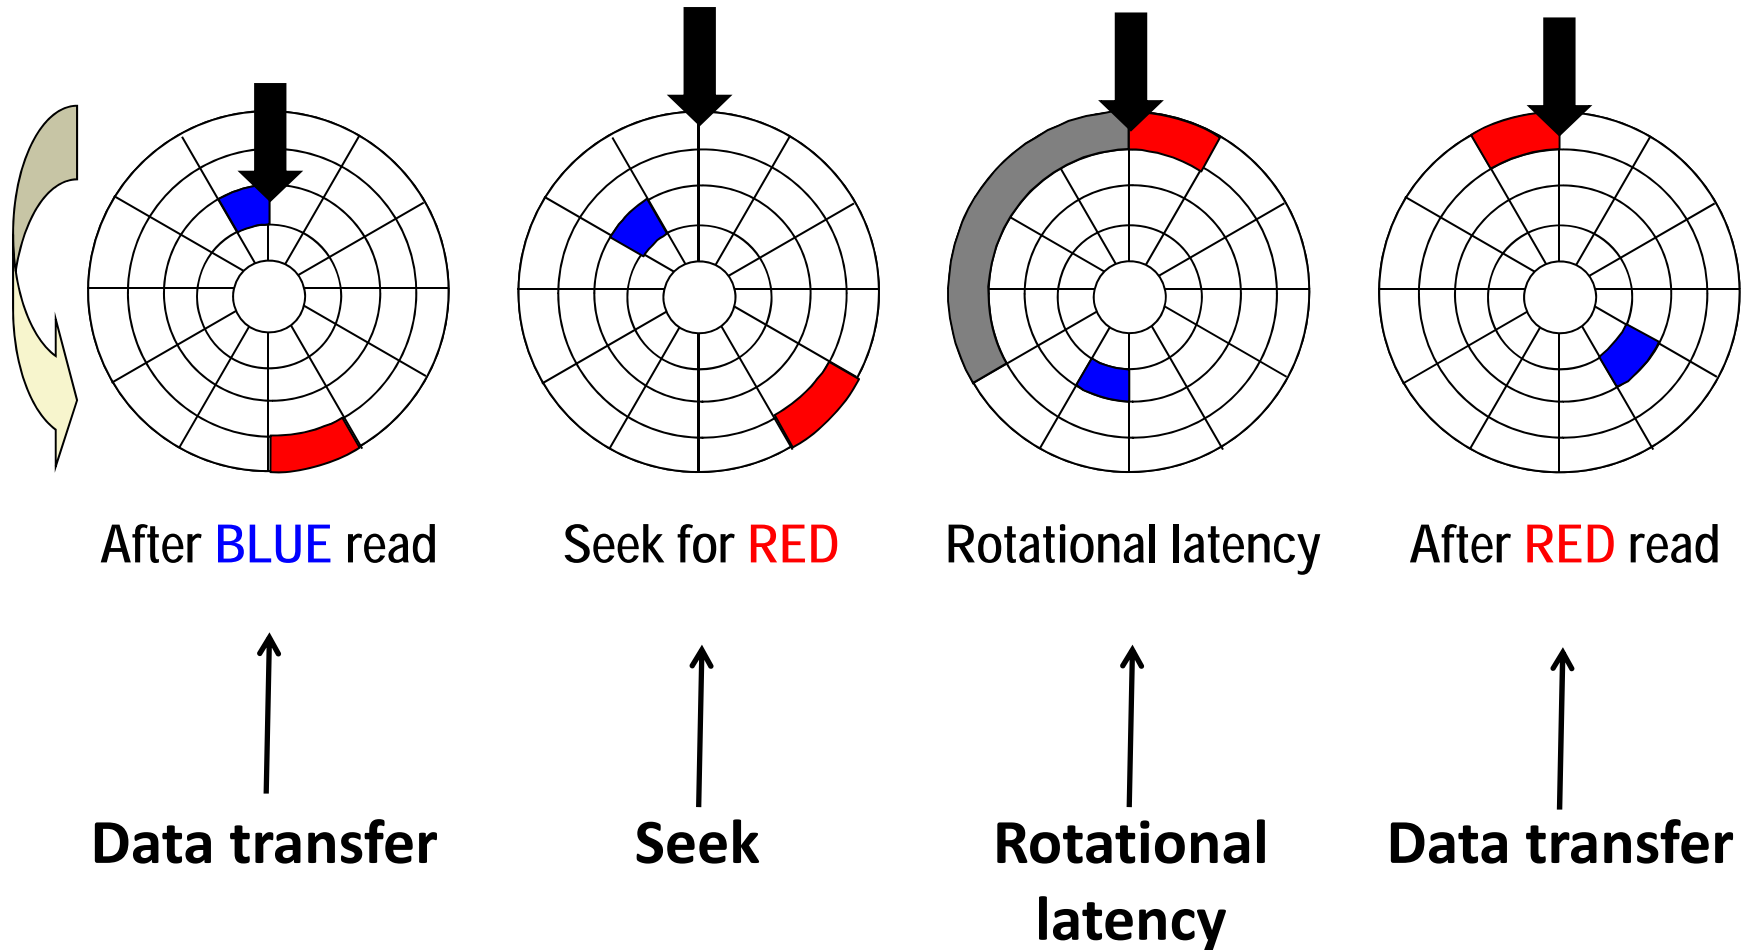 After BLUE read
Seek for RED
Rotational latency
After RED read
Data transfer
Seek
Rotational
latency
Data transfer